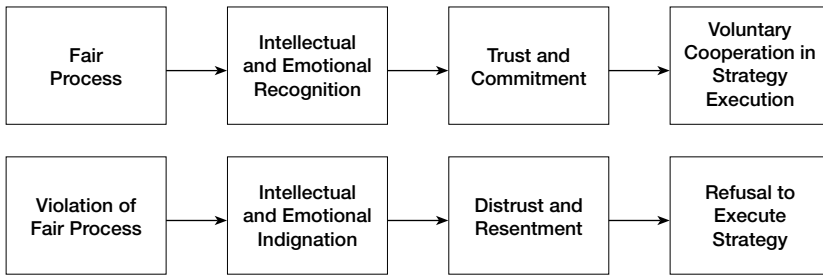 Fair
Process
Intellectual
and Emotional
Recognition
Trust and
Commitment
Voluntary
Cooperation in
Strategy
Execution
Violation of
Fair Process
Intellectual
and Emotional
Indignation
Distrust and
Resentment
Refusal to
Execute
Strategy